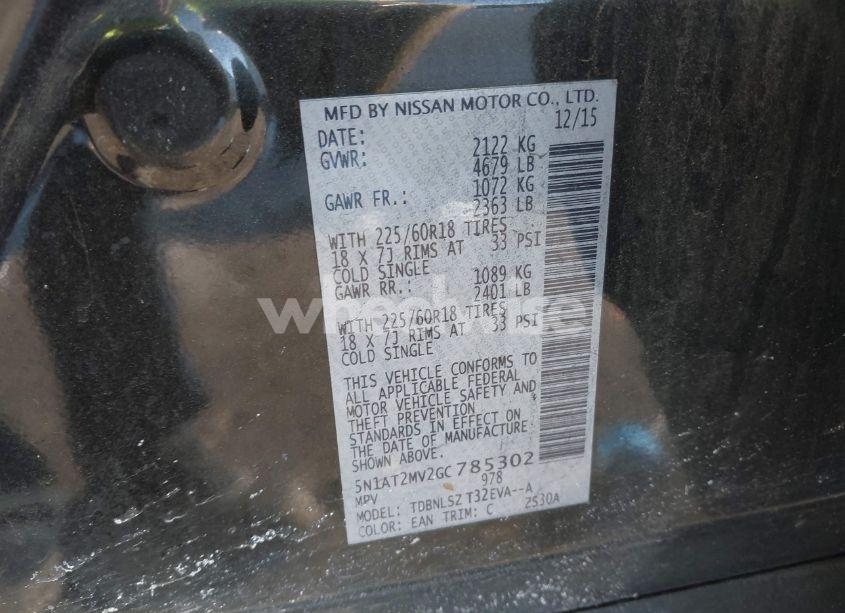 MFD BY NISSAN MOTOR CO., LTD.
DATE: 12/15
GVWR: 2122 KG
4679 LB
GAWR FR.: 1072 KG
2363 LB
WITH 225/60R18 TIRES
18 X 7J RIMS AT 33 PSI
COLD SINGLE
GAWR RR.: 1089 KG
2401 LB
WITH 225/60R18 TIRES
18 X 7J RIMS AT 33 PSI
COLD SINGLE
THIS VEHICLE CONFORMS TO
ALL APPLICABLE FEDERAL
MOTOR VEHICLE SAFETY AND
THEFT PREVENTION
STANDARDS IN EFFECT ON
THE DATE OF MANUFACTURE
SHOWN ABOVE.
5N1AT2MV2GC785302
MPV 978
MODEL: TDBNLSZ T32EVA--A
COLOR: EAN TRIM: C 2530A